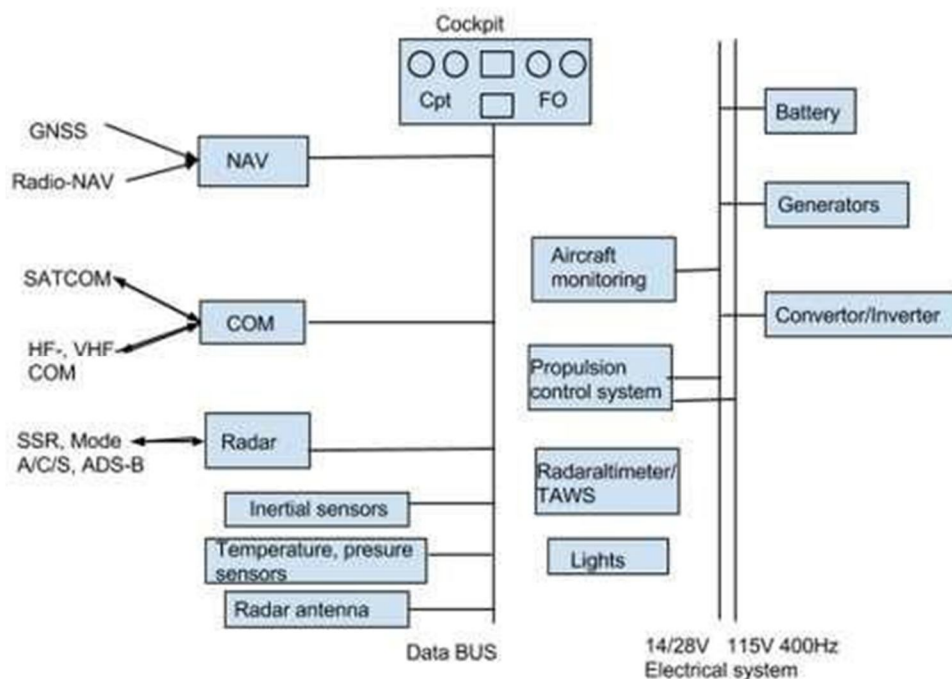 Cockpit
Cpt
FO
GNSS
Radio-NAV
NAV
SATCOM
HF-, VHF
COM
COM
SSR, Mode
A/C/S, ADS-B
Radar
Inertial sensors
Temperature, presure
sensors
Radar antenna
Data BUS
Aircraft
monitoring
Propulsion
control system
Radaraltimeter/
TAWS
Lights
Battery
Generators
Convertor/Inverter
14/28V
115V 400Hz
Electrical system